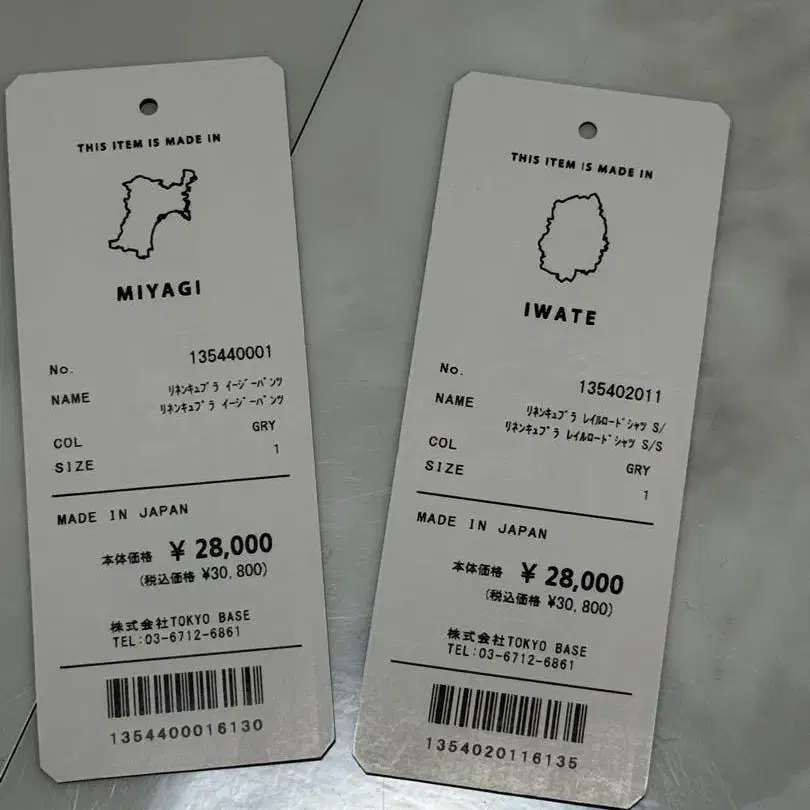 THIS ITEM IS MADE IN
MIYAGI
No. 135440001
NAME ﾘﾈﾝｷｭﾌﾟﾗ ｲｰｼﾞｰﾊﾟﾝﾂ
ﾘﾈﾝｷｭﾌﾟﾗ ｲｰｼﾞｰﾊﾟﾝﾂ
COL GRY
SIZE 1
MADE IN JAPAN
本体価格 ¥ 28,000
(税込価格 ¥30,800)
株式会社TOKYO BASE
TEL:03-6712-6861
1354400016130
THIS ITEM IS MADE IN
IWATE
No. 135402011
NAME ﾘﾈﾝｷｭﾌﾟﾗ ﾚｲﾙﾛｰﾄﾞｼｬﾂ S/
ﾘﾈﾝｷｭﾌﾟﾗ ﾚｲﾙﾛｰﾄﾞｼｬﾂ S/S
COL GRY
SIZE 1
MADE IN JAPAN
本体価格 ¥ 28,000
(税込価格 ¥30,800)
株式会社TOKYO BASE
TEL:03-6712-6861
1354020116135